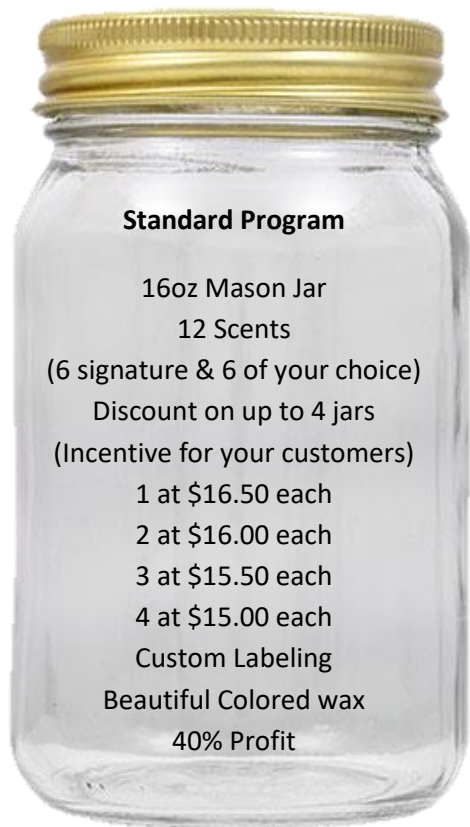 Standard Program
16oz Mason Jar
12 Scents
(6 signature & 6 of your choice)
Discount on up to 4 jars
(Incentive for your customers)
1 at $16.50 each
2 at $16.00 each
3 at $15.50 each
4 at $15.00 each
Custom Labeling
Beautiful Colored wax
40% Profit